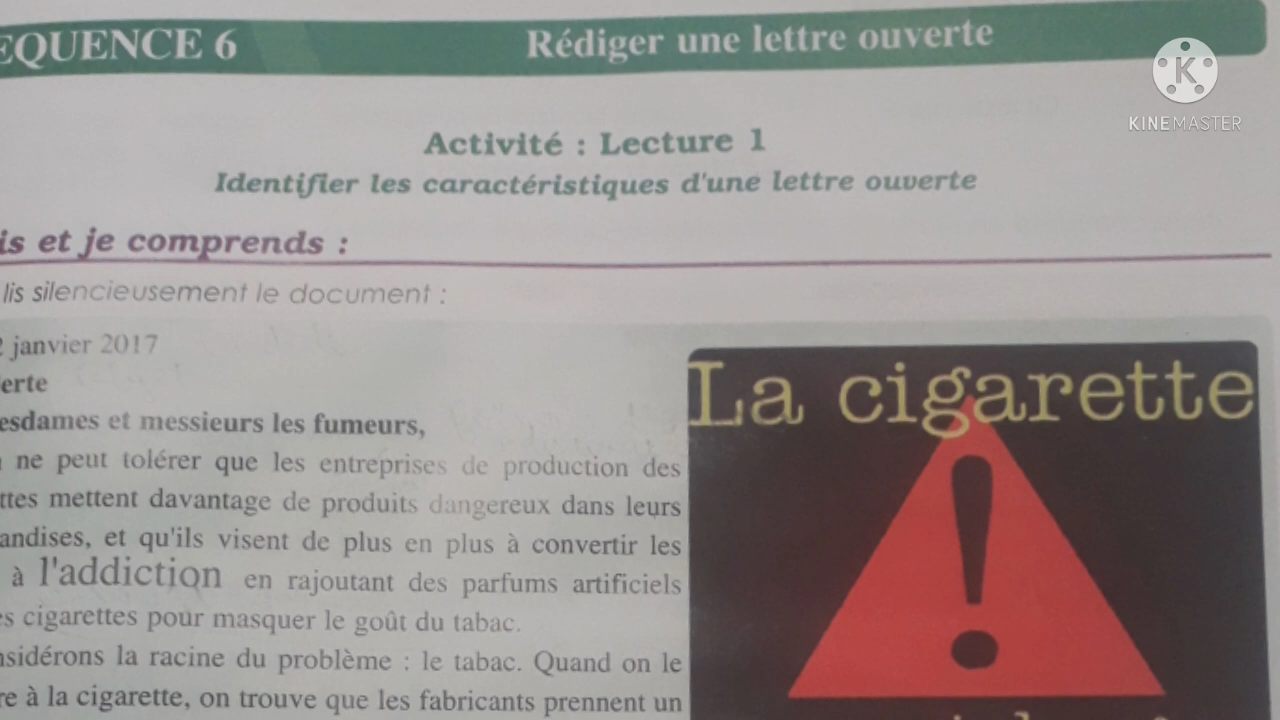 EQUENCE 6 Rédiger une lettre ouverte
KINEMASTER
Activité : Lecture 1
Identifier les caractéristiques d'une lettre ouverte
is et je comprends :
lis silencieusement le document :
2 janvier 2017
erte
esdames et messieurs les fumeurs,
ne peut tolérer que les entreprises de production des
ttes mettent davantage de produits dangereux dans leurs
andises, et qu'ils visent de plus en plus à convertir les
à l'addiction en rajoutant des parfums artificiels
es cigarettes pour masquer le goût du tabac.
nsidérons la racine du problème : le tabac. Quand on le
re à la cigarette, on trouve que les fabricants prennent un
La cigarette